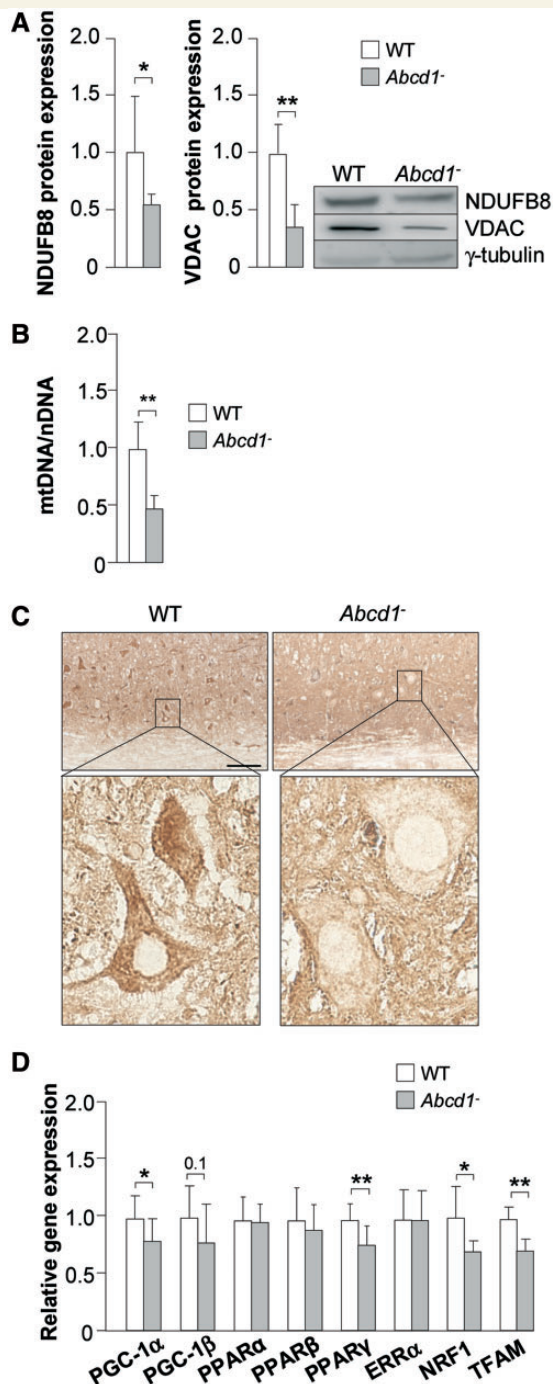 A
NDUFB8 protein expression
2.0
1.5
1.0
0.5
0
*
VDAC protein expression
2.0
1.5
1.0
0.5
0
**
WT
Abcd1-
WT Abcd1-
NDUFB8
VDAC
γ-tubulin
B
mtDNA/nDNA
2.0
1.5
1.0
0.5
0
**
WT
Abcd1-
C
WT Abcd1-
D
WT
Abcd1-
Relative gene expression
2.0
1.5
1.0
0.5
0
* 0.1 ** * **
PGC-1α PGC-1β PPARα PPARβ PPARγ ERRα NRF1 TFAM